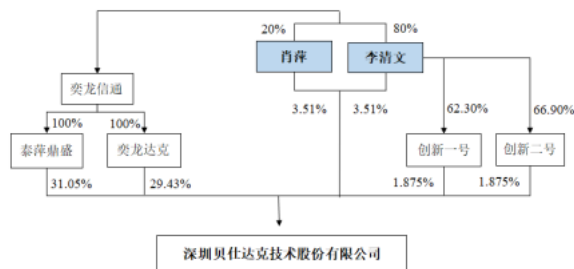 20%
80%
肖萍
李清文
奕龙信通
3.51%
3.51%
62.30%
66.90%
100%
100%
泰萍鼎盛
奕龙达克
创新一号
创新二号
31.05%
29.43%
1.875%
1.875%
深圳贝仕达克技术股份有限公司